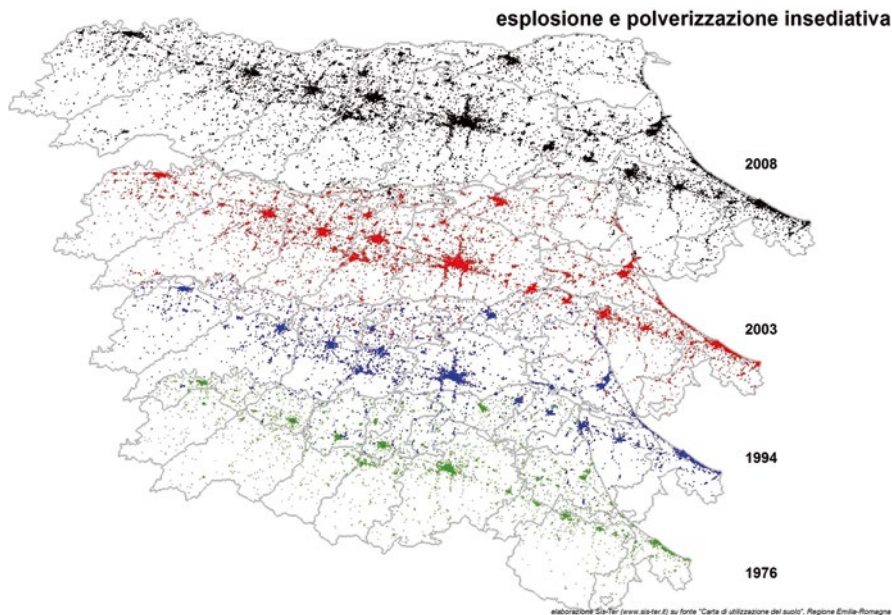 esplosione e polverizzazione insediativa
2008
2003
1994
1976
elaborazione Sis-Ter (www.sis-ter.it) su fonte "Carta di utilizzazione del suolo", Regione Emilia-Romagna